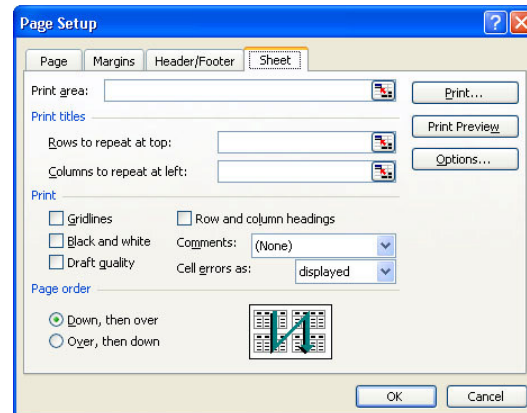 Page Setup
Page Margins Header/Footer Sheet
Print area: Print...
Print titles Print Preview
Rows to repeat at top:
Columns to repeat at left: Options...
Print
Gridlines Row and column headings
Black and white Comments: (None)
Draft quality Cell errors as: displayed
Page order
Down, then over
Over, then down
OK Cancel